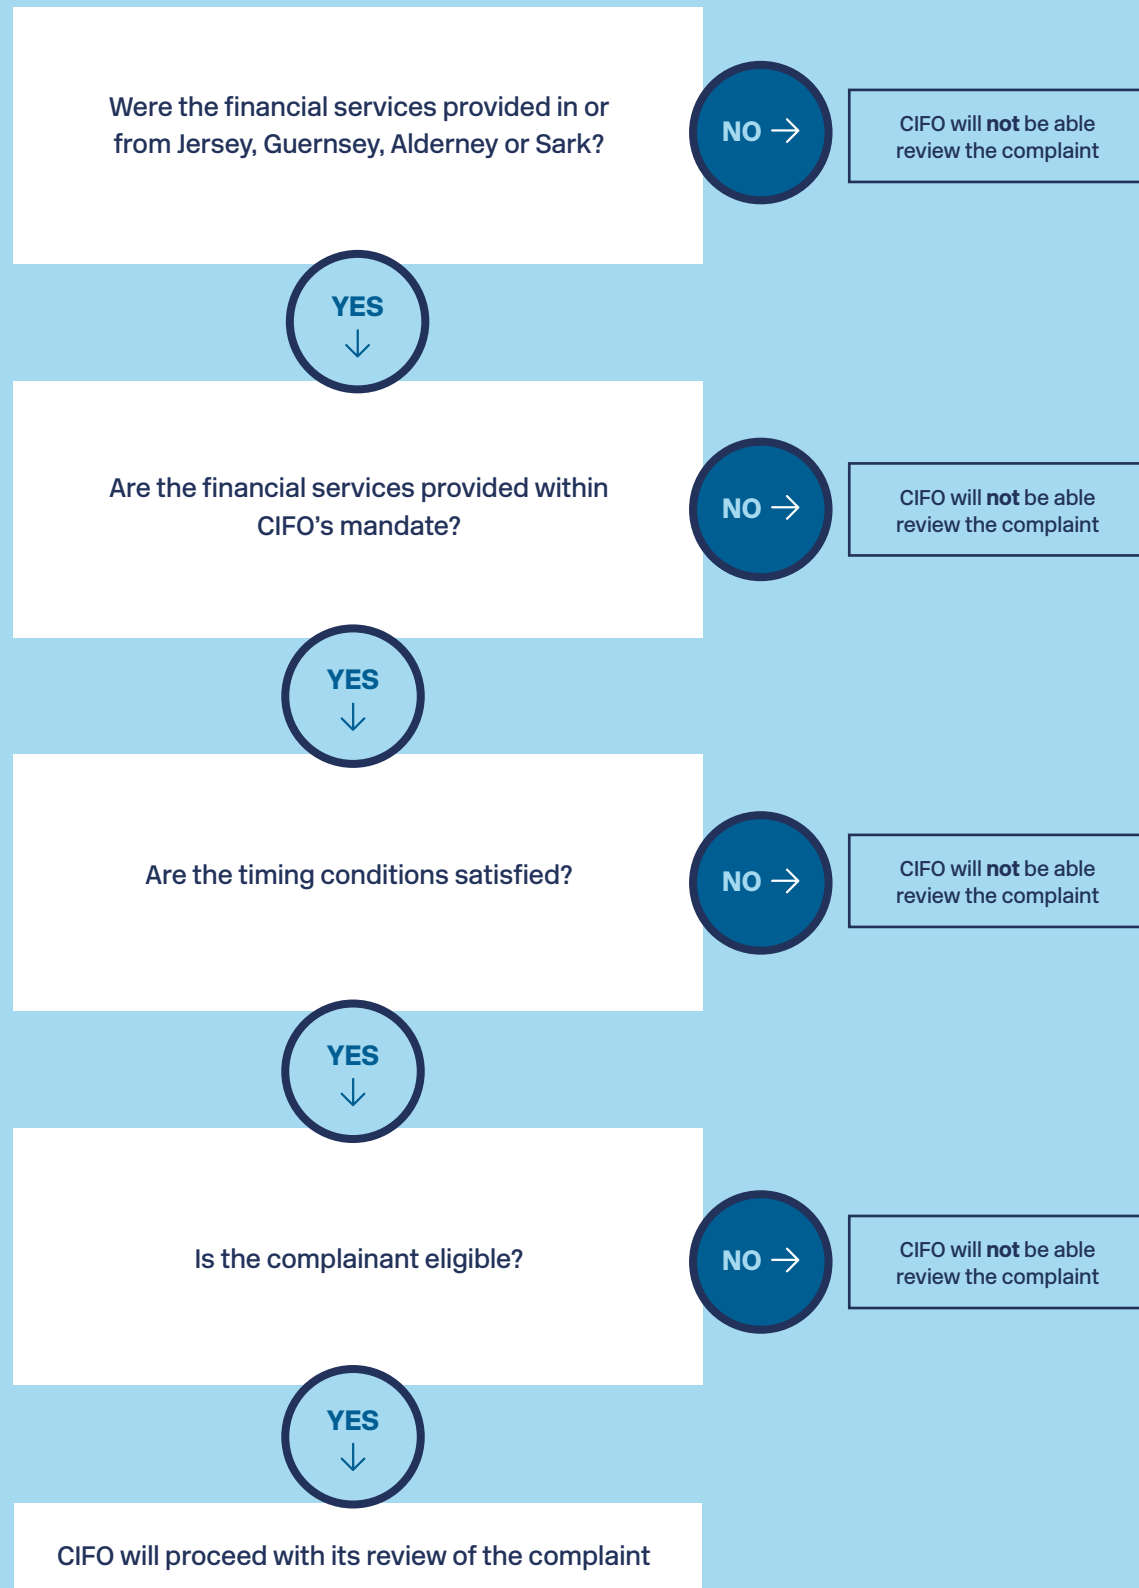 Were the financial services provided in or
from Jersey, Guernsey, Alderney or Sark?
NO →
CIFO will not be able
review the complaint
YES
↓
Are the financial services provided within
CIFO’s mandate?
NO →
CIFO will not be able
review the complaint
YES
↓
Are the timing conditions satisfied?
NO →
CIFO will not be able
review the complaint
YES
↓
Is the complainant eligible?
NO →
CIFO will not be able
review the complaint
YES
↓
CIFO will proceed with its review of the complaint